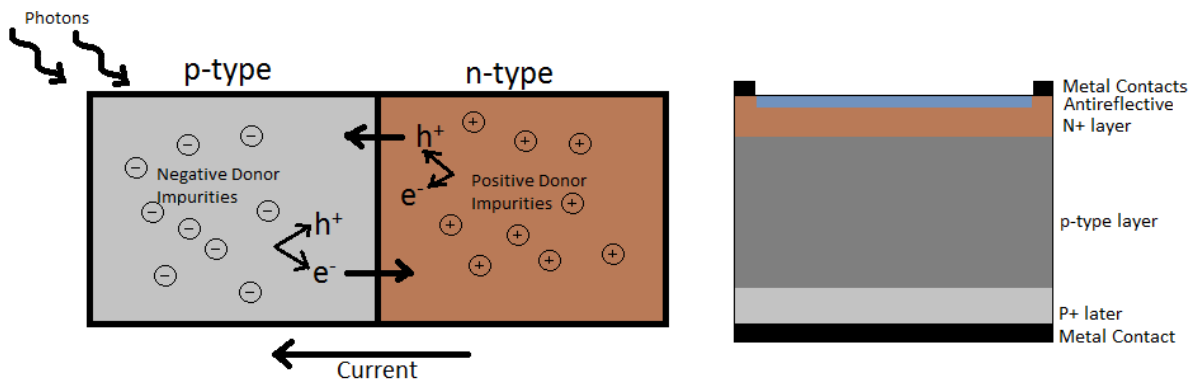 Photons
p-type
n-type
Negative Donor
Impurities
h+
e-
h+
e-
Positive Donor
Impurities
Current
Metal Contacts
Antireflective
N+ layer
p-type layer
P+ later
Metal Contact